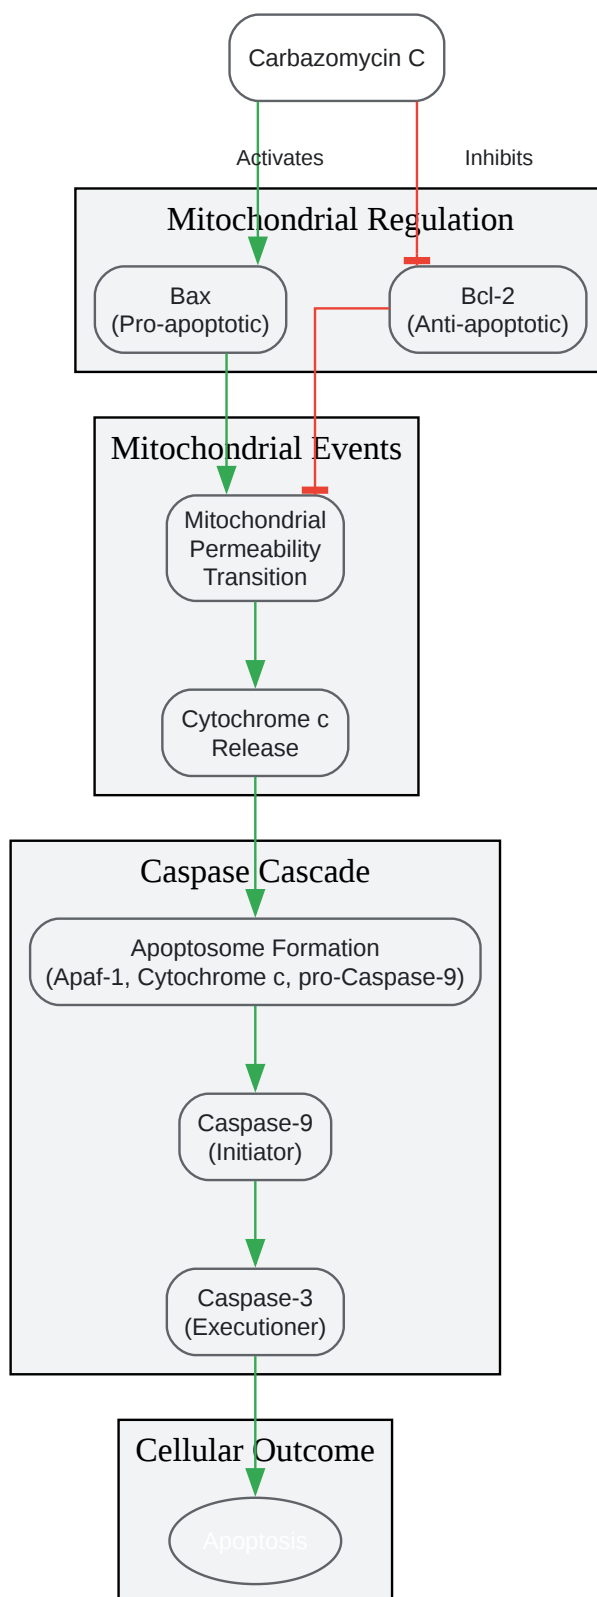 Carbazomycin C
Activates
Inhibits
Mitochondrial Regulation
Bax
(Pro-apoptotic)
Bcl-2
(Anti-apoptotic)
Mitochondrial Events
Mitochondrial
Permeability
Transition
Cytochrome c
Release
Caspase Cascade
Apoptosome Formation
(Apaf-1, Cytochrome c, pro-Caspase-9)
Caspase-9
(Initiator)
Caspase-3
(Executioner)
Cellular Outcome
Apoptosis